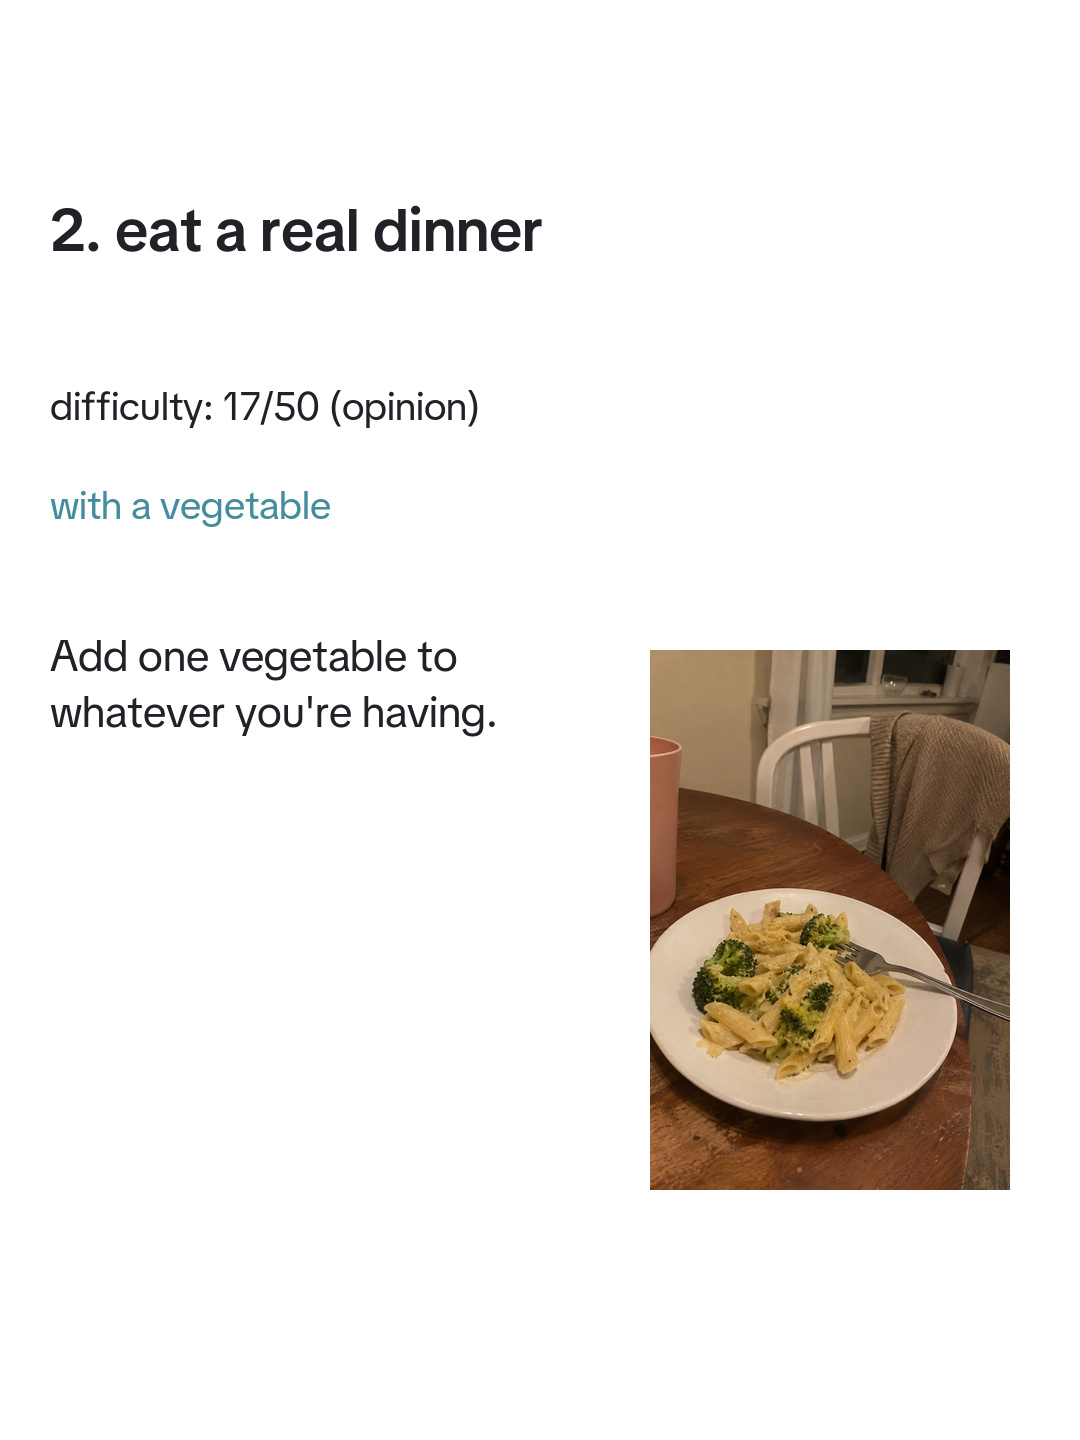 2. eat a real dinner
difficulty: 17/50 (opinion)
with a vegetable
Add one vegetable to
whatever you're having.